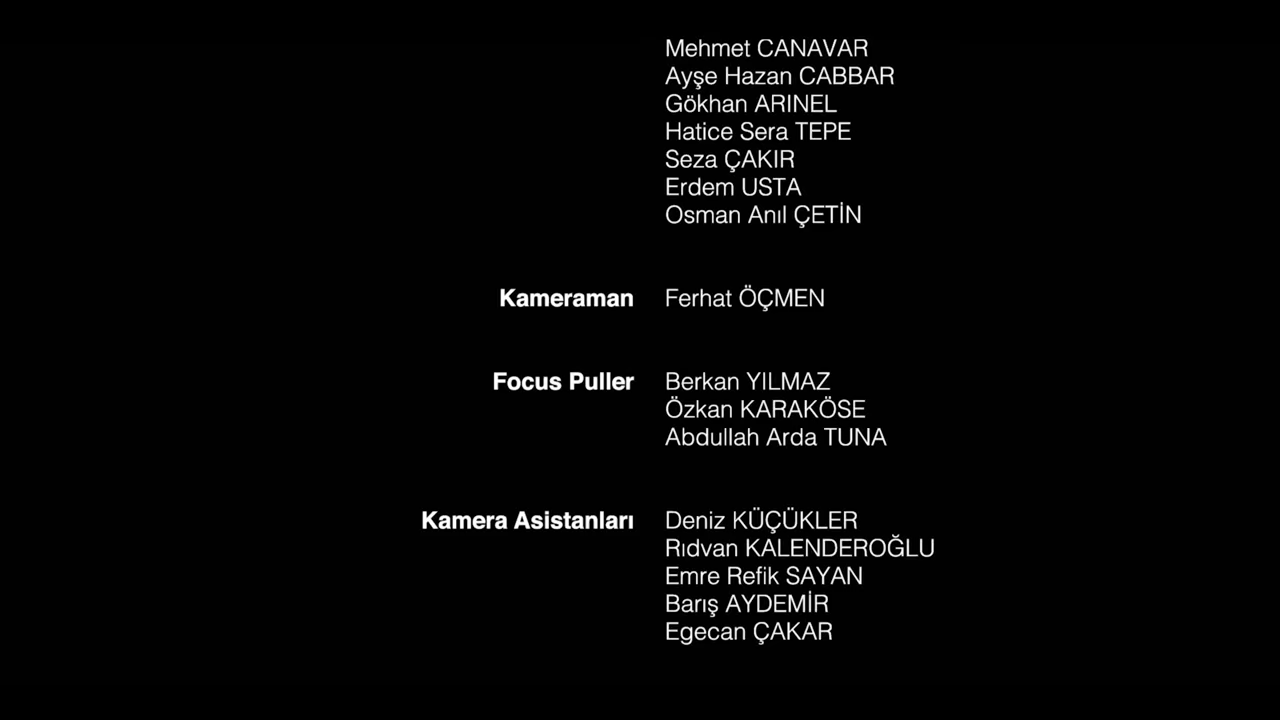 Mehmet CANAVAR
Ayşe Hazan CABBAR
Gökhan ARINEL
Hatice Sera TEPE
Seza ÇAKIR
Erdem USTA
Osman Anıl ÇETİN
Kameraman Ferhat ÖÇMEN
Focus Puller Berkan YILMAZ
Özkan KARAKÖSE
Abdullah Arda TUNA
Kamera Asistanları Deniz KÜÇÜKLER
Rıdvan KALENDEROĞLU
Emre Refik SAYAN
Barış AYDEMİR
Egecan ÇAKAR